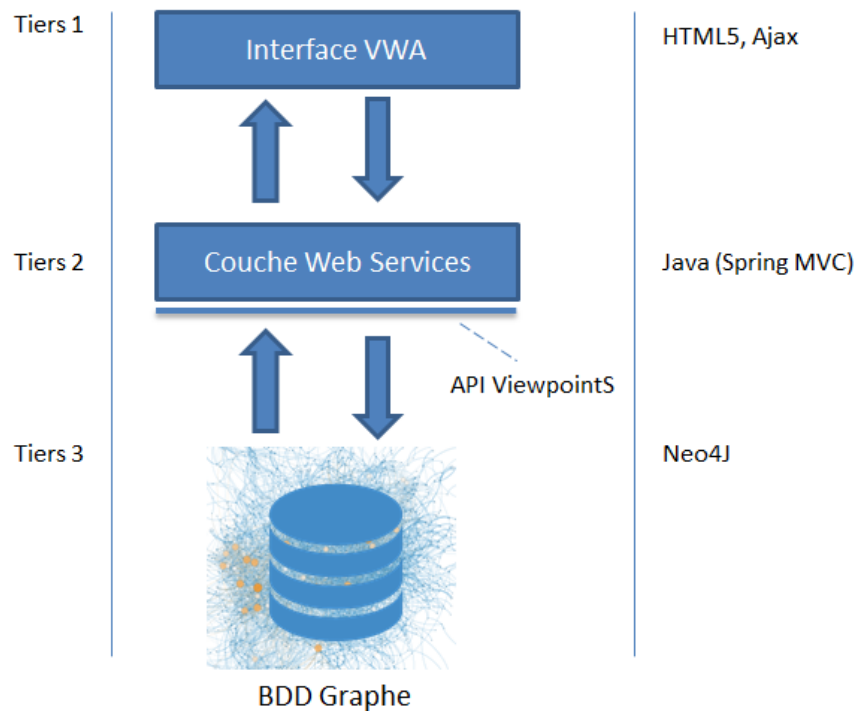 Tiers 1
Interface VWA
HTML5, Ajax
Tiers 2
Couche Web Services
Java (Spring MVC)
API ViewpointS
Tiers 3
Neo4J
BDD Graphe